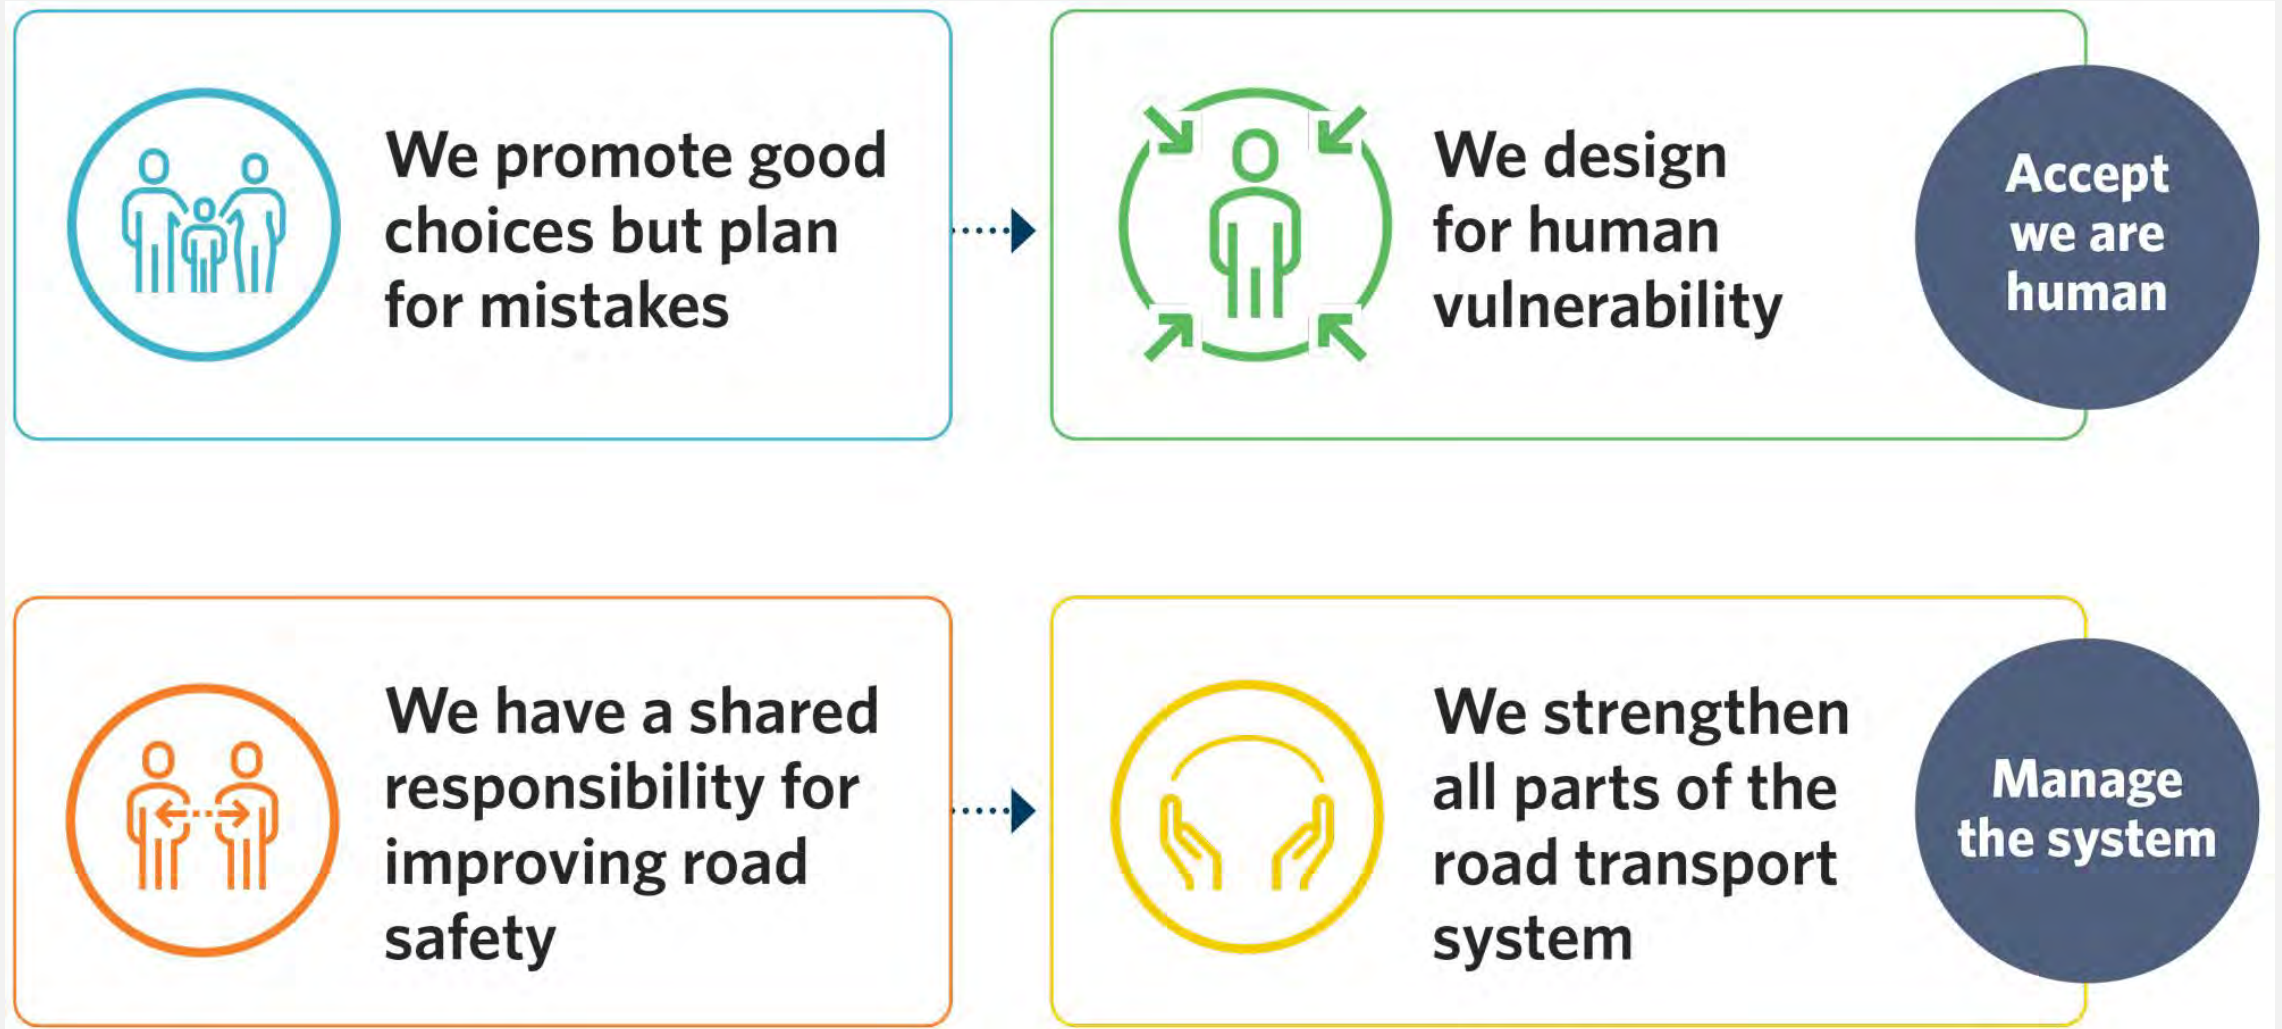 We promote good
choices but plan
for mistakes
We design
for human
vulnerability
Accept
we are
human
We have a shared
responsibility for
improving road
safety
We strengthen
all parts of the
road transport
system
Manage
the system